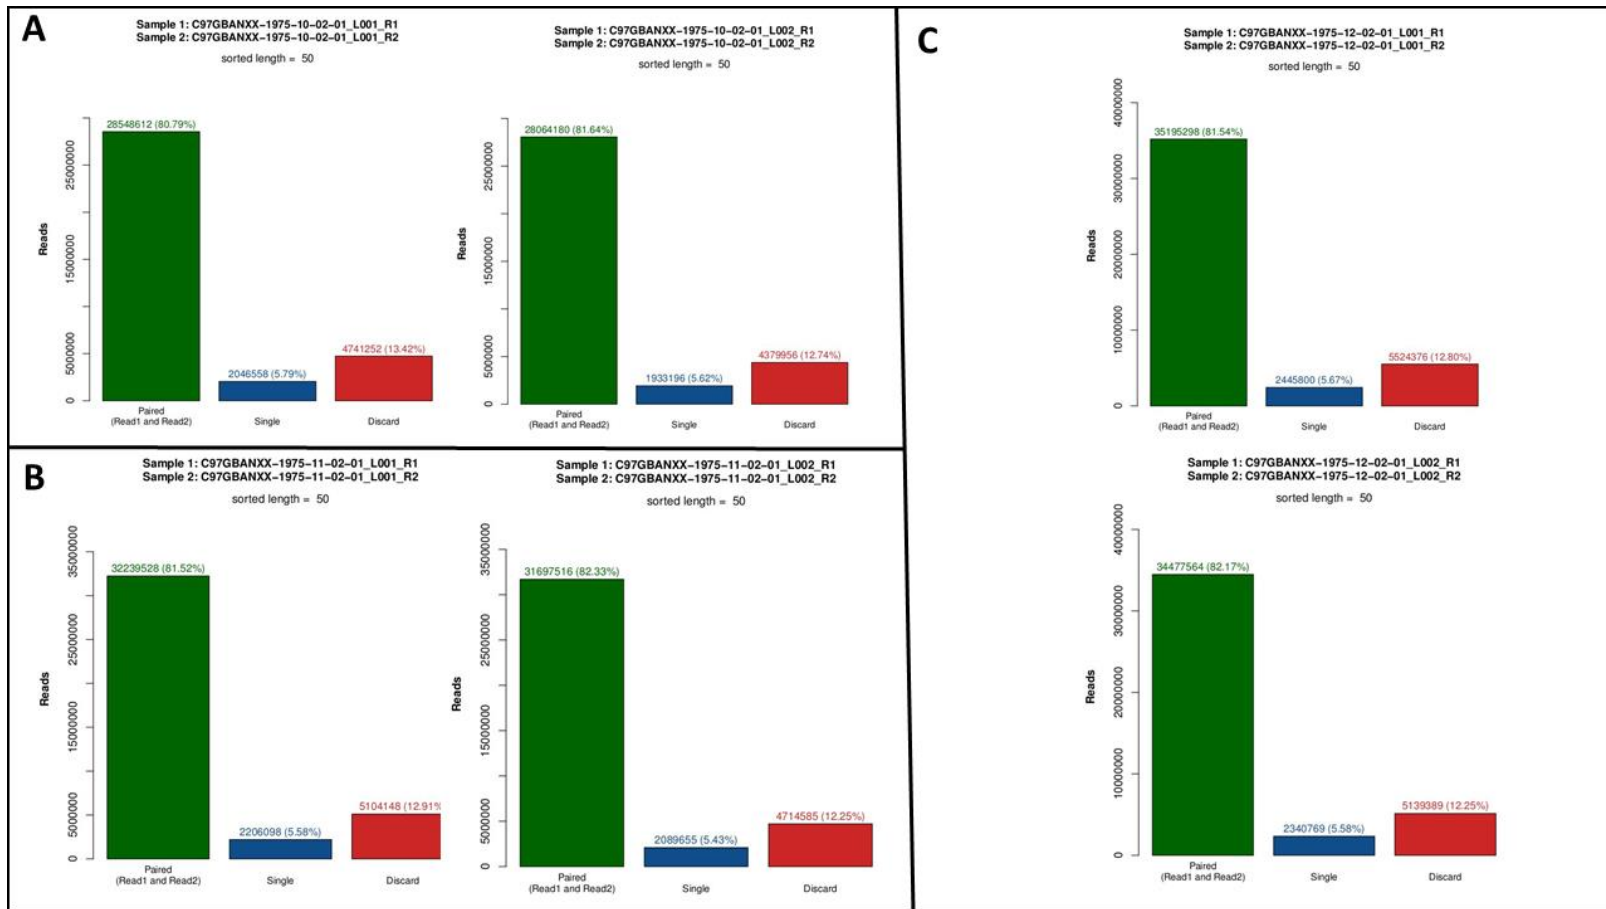 A
Sample 1: C97GBANXX−1975−10−02−01_L001_R1
Sample 2: C97GBANXX−1975−10−02−01_L001_R2
sorted length = 50
Reads
0
5000000
15000000
25000000
28548612 (80.79%)
2046558 (5.79%)
4741252 (13.42%)
Paired
(Read1 and Read2)
Single
Discard
Sample 1: C97GBANXX−1975−10−02−01_L002_R1
Sample 2: C97GBANXX−1975−10−02−01_L002_R2
sorted length = 50
Reads
0
5000000
15000000
25000000
28064180 (81.64%)
1933196 (5.62%)
4379956 (12.74%)
Paired
(Read1 and Read2)
Single
Discard
B
Sample 1: C97GBANXX−1975−11−02−01_L001_R1
Sample 2: C97GBANXX−1975−11−02−01_L001_R2
sorted length = 50
Reads
0
5000000
15000000
25000000
35000000
32239528 (81.52%)
2206098 (5.58%)
5104148 (12.91%
Paired
(Read1 and Read2)
Single
Discard
Sample 1: C97GBANXX−1975−11−02−01_L002_R1
Sample 2: C97GBANXX−1975−11−02−01_L002_R2
sorted length = 50
Reads
0
5000000
15000000
25000000
35000000
31697516 (82.33%)
2089655 (5.43%)
4714585 (12.25%)
Paired
(Read1 and Read2)
Single
Discard
C
Sample 1: C97GBANXX−1975−12−02−01_L001_R1
Sample 2: C97GBANXX−1975−12−02−01_L001_R2
sorted length = 50
Reads
0
10000000
20000000
30000000
40000000
35195298 (81.54%)
2445800 (5.67%)
5524376 (12.80%)
Paired
(Read1 and Read2)
Single
Discard
Sample 1: C97GBANXX−1975−12−02−01_L002_R1
Sample 2: C97GBANXX−1975−12−02−01_L002_R2
sorted length = 50
Reads
0
10000000
20000000
30000000
40000000
34477564 (82.17%)
2340769 (5.58%)
5139389 (12.25%)
Paired
(Read1 and Read2)
Single
Discard